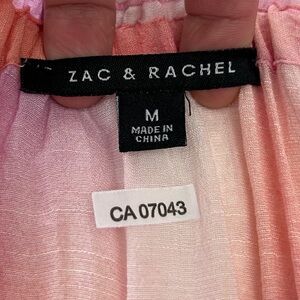 ZAC & RACHEL
M
MADE IN
CHINA
CA 07043